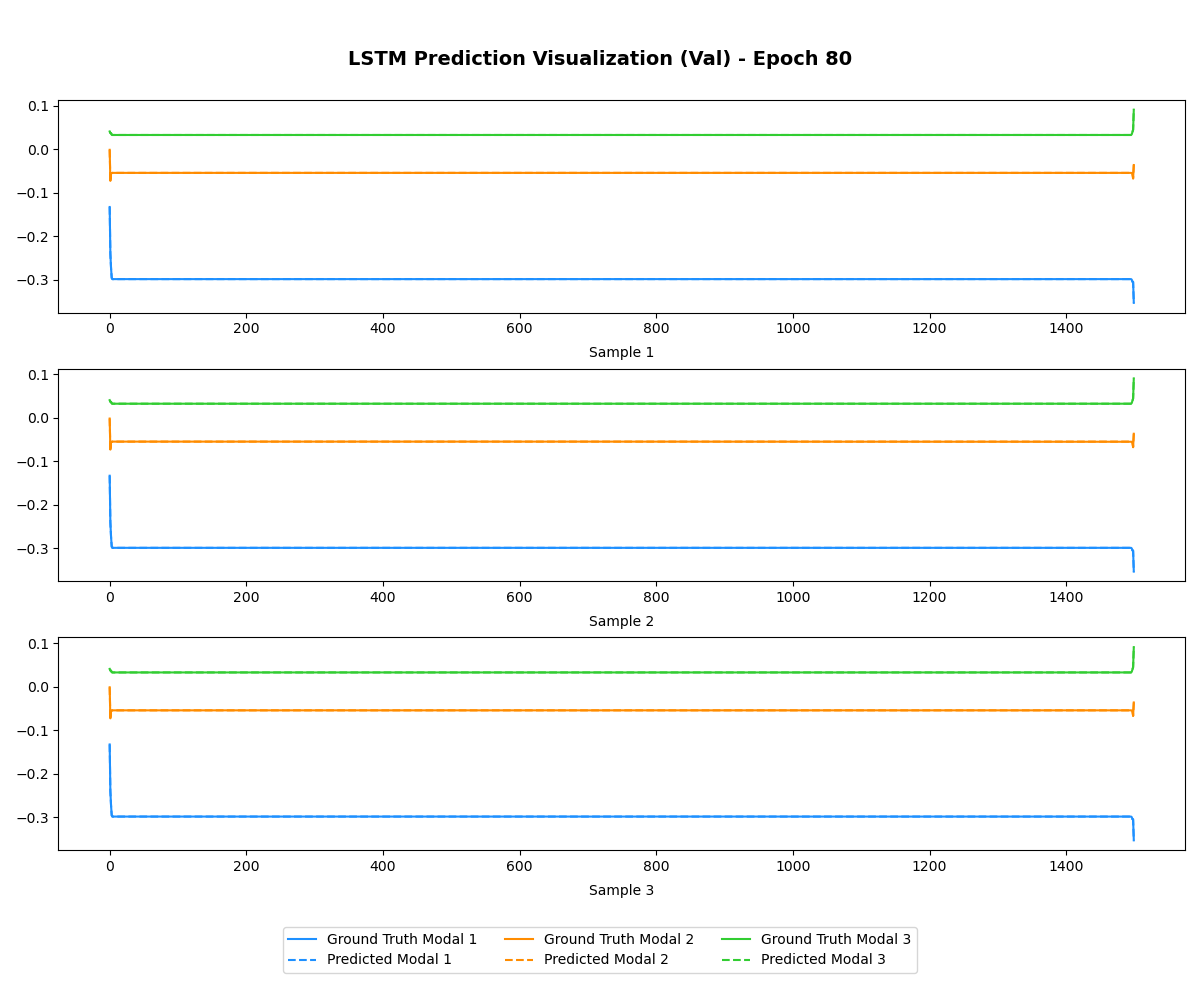 LSTM Prediction Visualization (Val) - Epoch 80
0.1
0.0
−0.1
−0.2
−0.3
0 200 400 600 800 1000 1200 1400
Sample 1
0.1
0.0
−0.1
−0.2
−0.3
0 200 400 600 800 1000 1200 1400
Sample 2
0.1
0.0
−0.1
−0.2
−0.3
0 200 400 600 800 1000 1200 1400
Sample 3
Ground Truth Modal 1 Ground Truth Modal 2 Ground Truth Modal 3
Predicted Modal 1 Predicted Modal 2 Predicted Modal 3